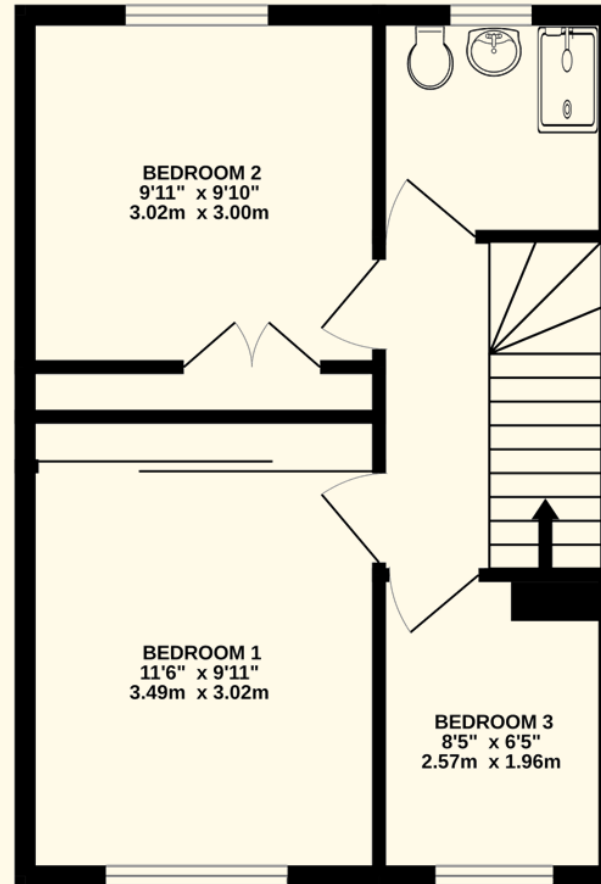 BEDROOM 2
9'11" x 9'10"
3.02m x 3.00m
BEDROOM 1
11'6" x 9'11"
3.49m x 3.02m
BEDROOM 3
8'5" x 6'5"
2.57m x 1.96m